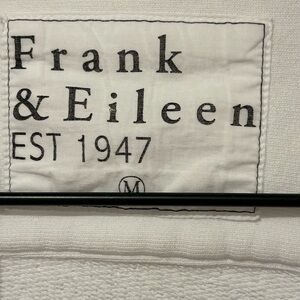 Frank
& Eileen
EST 1947
M